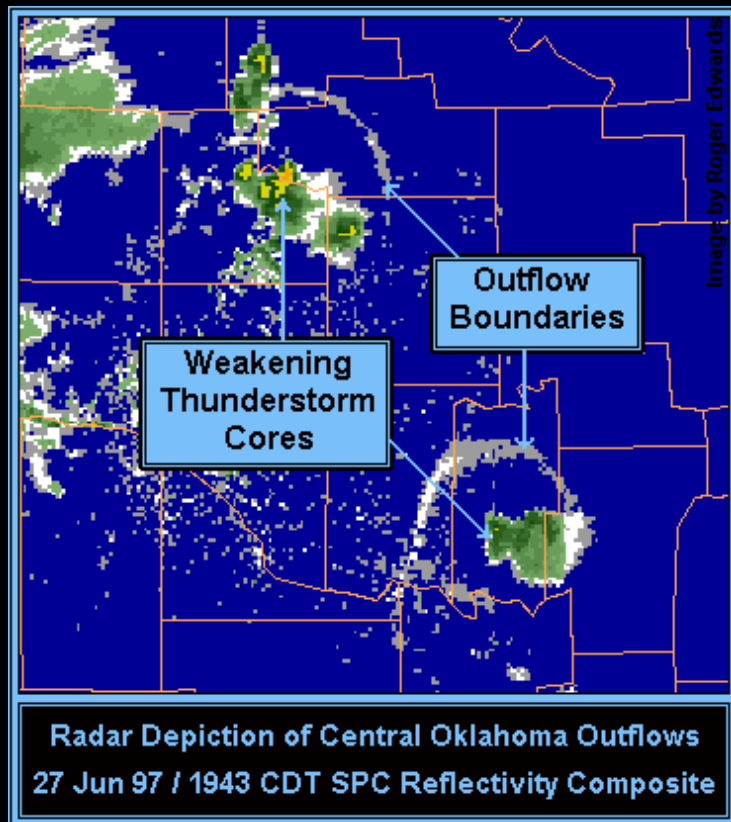 Image by Roger Edwards
Outflow
Boundaries
Weakening
Thunderstorm
Cores
Radar Depiction of Central Oklahoma Outflows
27 Jun 97 / 1943 CDT SPC Reflectivity Composite